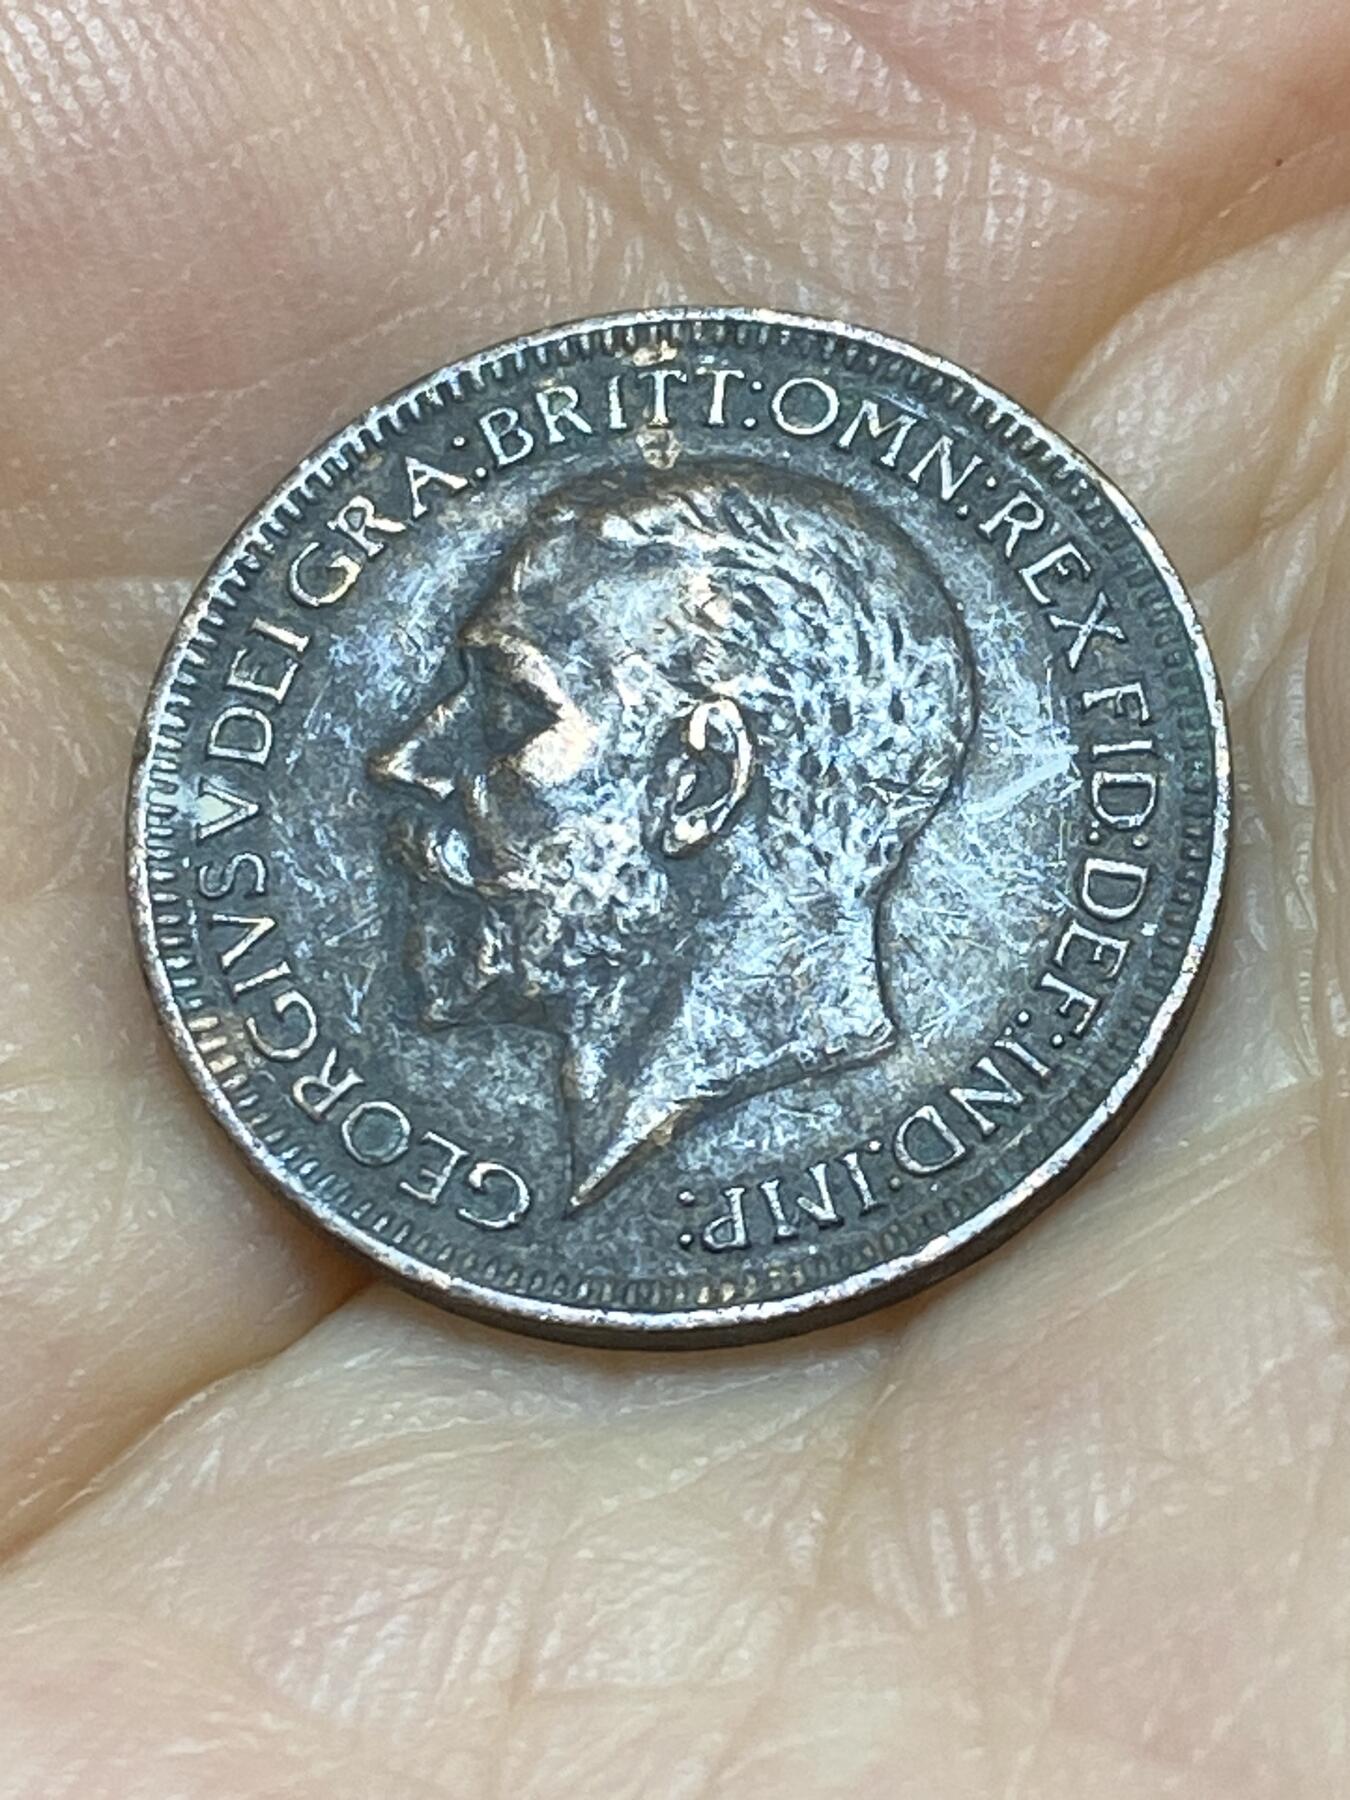 GEORGIVS V DEI GRA: BRITT: OMN: REX FID: DEF: IND: IMP: